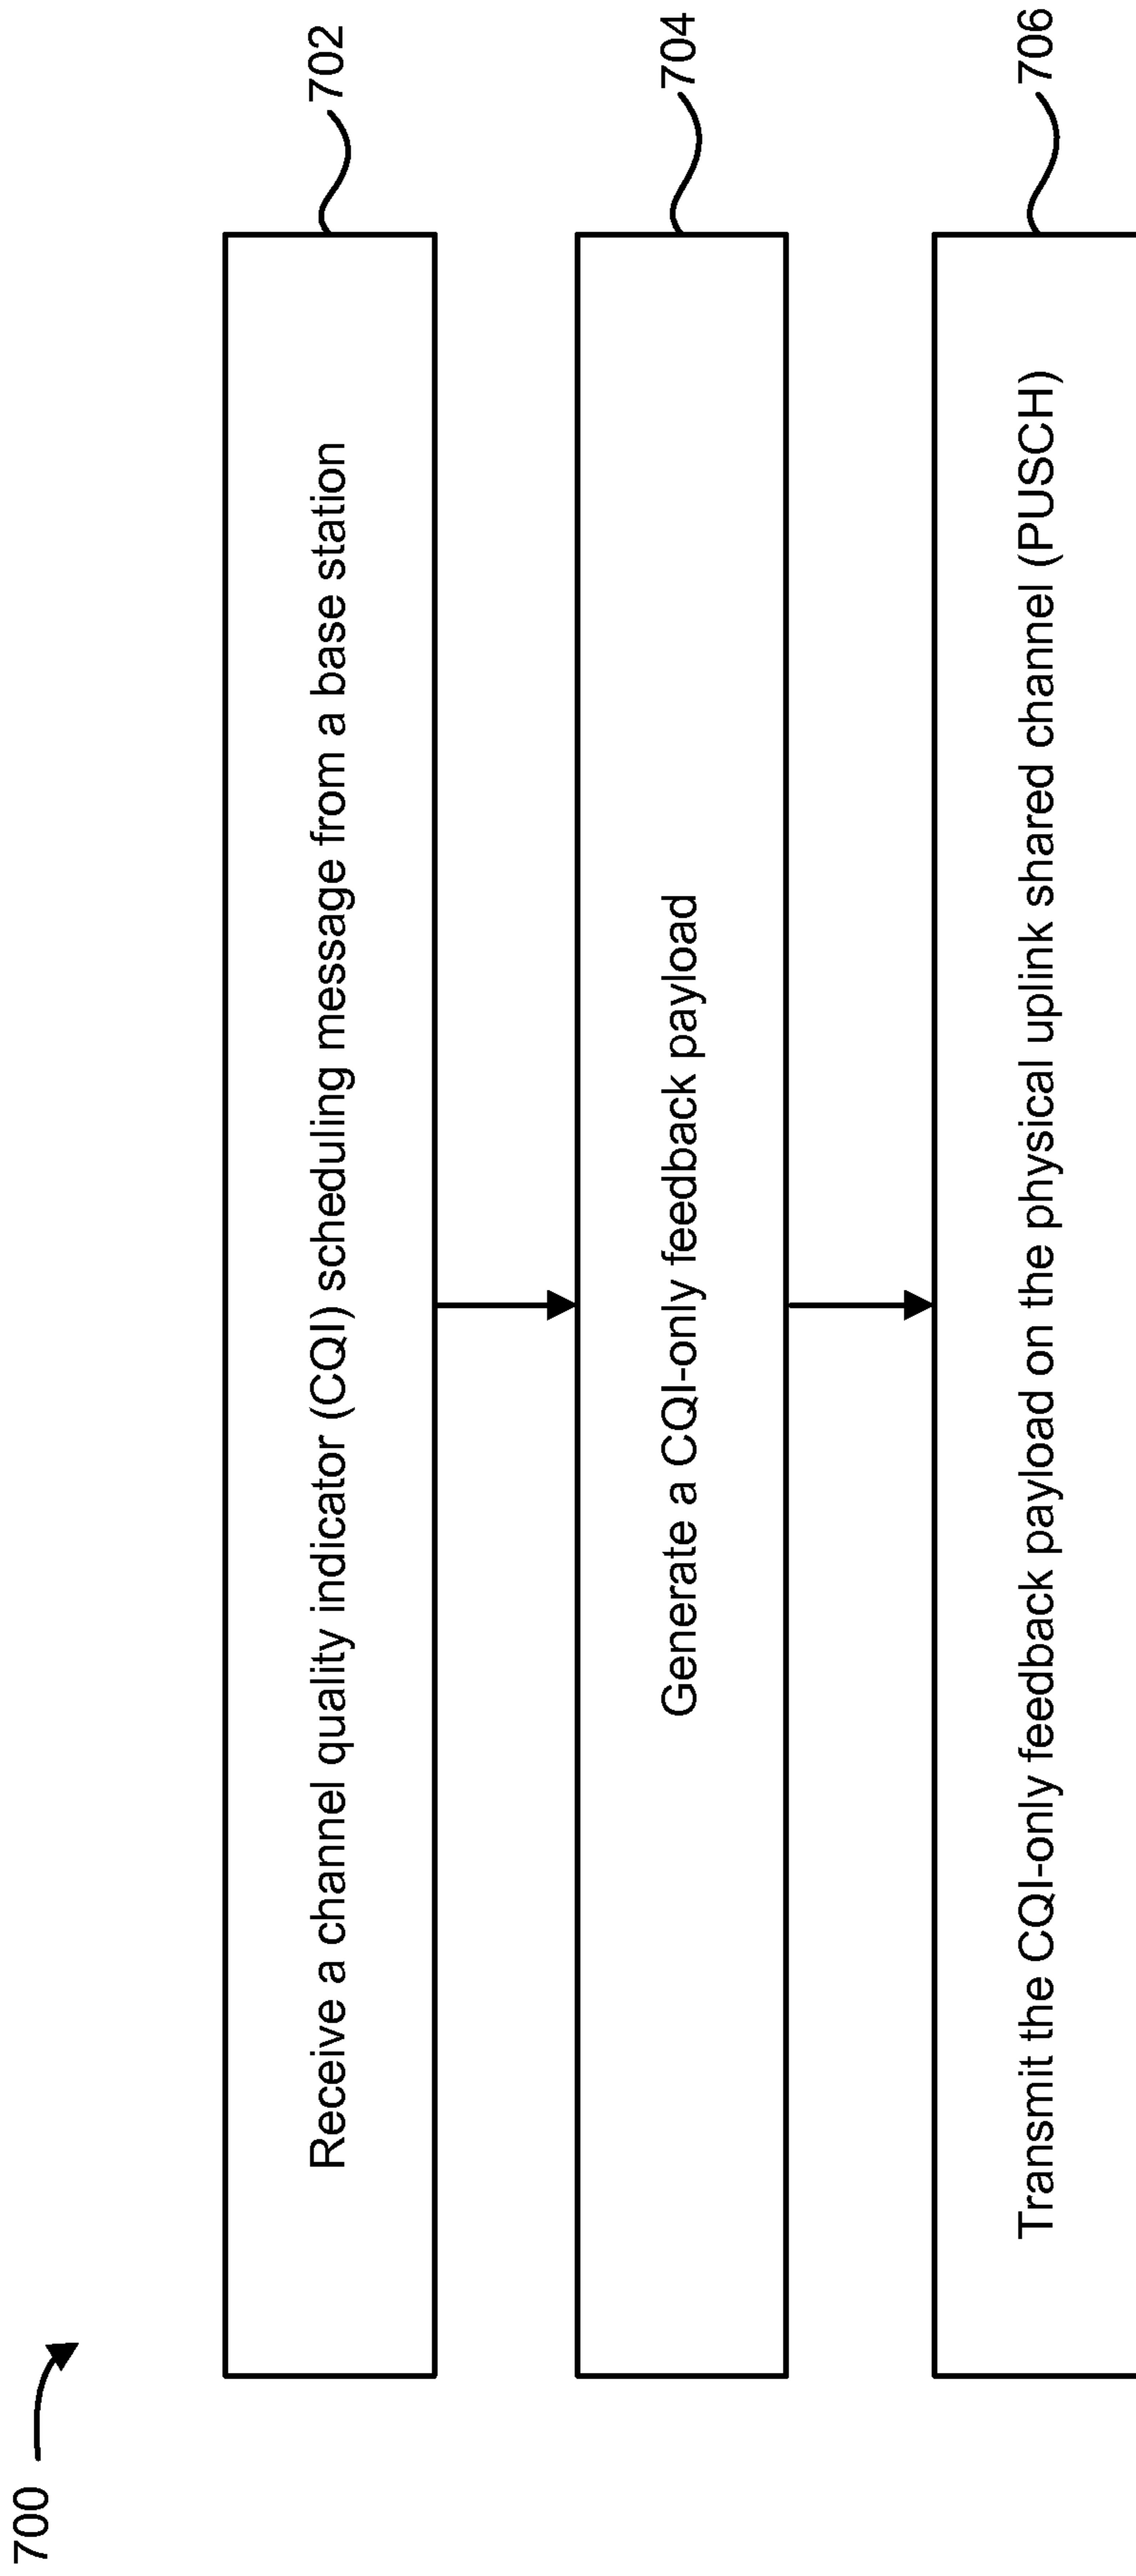 700
702
Receive a channel quality indicator (CQI) scheduling message from a base station
704
Generate a CQI-only feedback payload
706
Transmit the CQI-only feedback payload on the physical uplink shared channel (PUSCH)